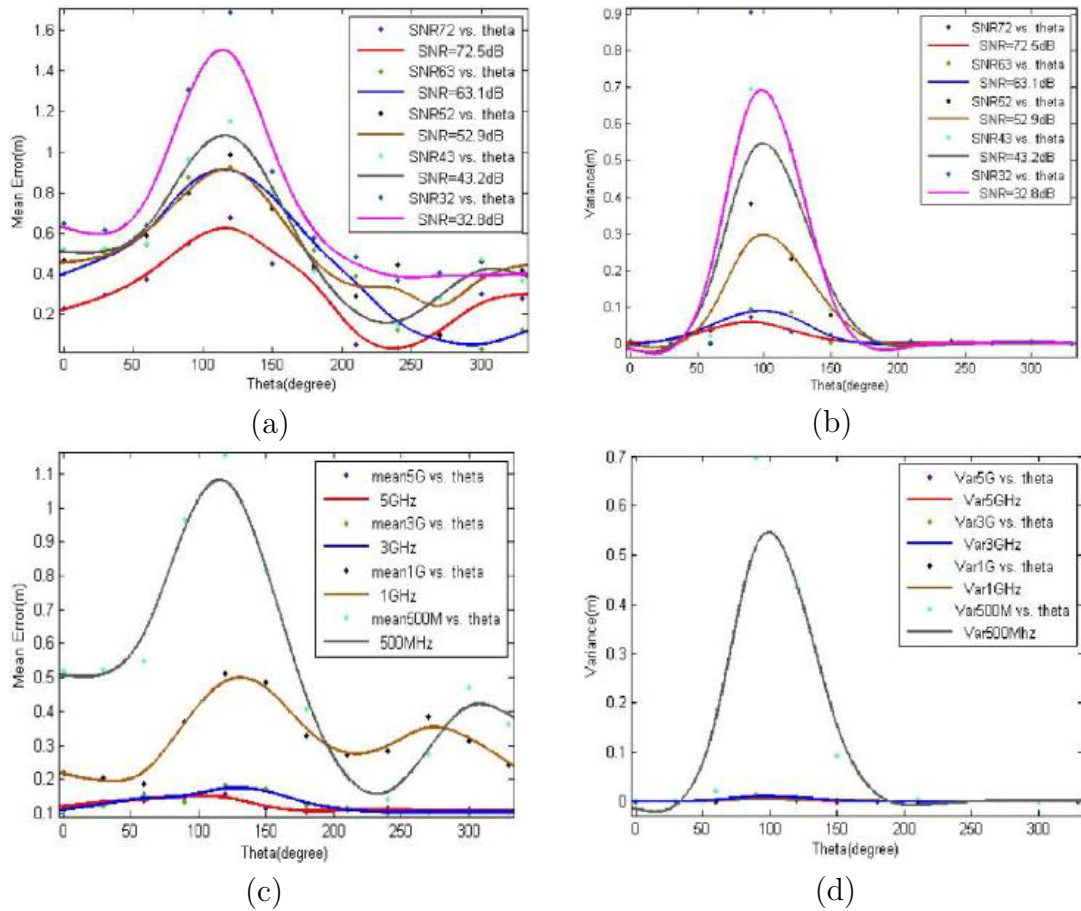 1.6
1.4
1.2
1
0.8
0.6
0.4
0.2
Mean Error(m)
0
50
100
150
200
250
300
Theta(degree)
SNR72 vs. theta
SNR=72.5dB
SNR63 vs. theta
SNR=63.1dB
SNR52 vs. theta
SNR=52.9dB
SNR43 vs. theta
SNR=43.2dB
SNR32 vs. theta
SNR=32.8dB
(a)
0.9
0.8
0.7
0.6
0.5
0.4
0.3
0.2
0.1
0
Variance(m)
0
50
100
150
200
250
300
Theta(degree)
SNR72 vs. theta
SNR=72.5dB
SNR63 vs. theta
SNR=63.1dB
SNR52 vs. theta
SNR=52.9dB
SNR43 vs. theta
SNR=43.2dB
SNR32 vs. theta
SNR=32.8dB
(b)
1.1
1
0.9
0.8
0.7
0.6
0.5
0.4
0.3
0.2
0.1
Mean Error(m)
0
50
100
150
200
250
300
Theta(degree)
mean5G vs. theta
5GHz
mean3G vs. theta
3GHz
mean1G vs. theta
1GHz
mean500M vs. theta
500MHz
(c)
0.7
0.6
0.5
0.4
0.3
0.2
0.1
0
Variance(m)
0
50
100
150
200
250
300
Theta(degree)
Var5G vs. theta
Var5GHz
Var3G vs. theta
Var3GHz
Var1G vs. theta
Var1GHz
Var500M vs. theta
Var500Mhz
(d)